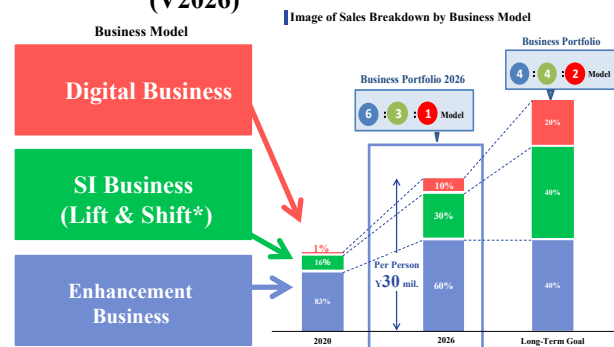 (V2026)
Business Model
Digital Business
SI Business
(Lift & Shift*)
Enhancement
Business
Image of Sales Breakdown by Business Model
Business Portfolio
4 : 4 : 2 Model
Business Portfolio 2026
6 : 3 : 1 Model
20%
40%
40%
10%
30%
60%
Per Person
Y30 mil.
1%
16%
83%
2020
2026
Long-Term Goal